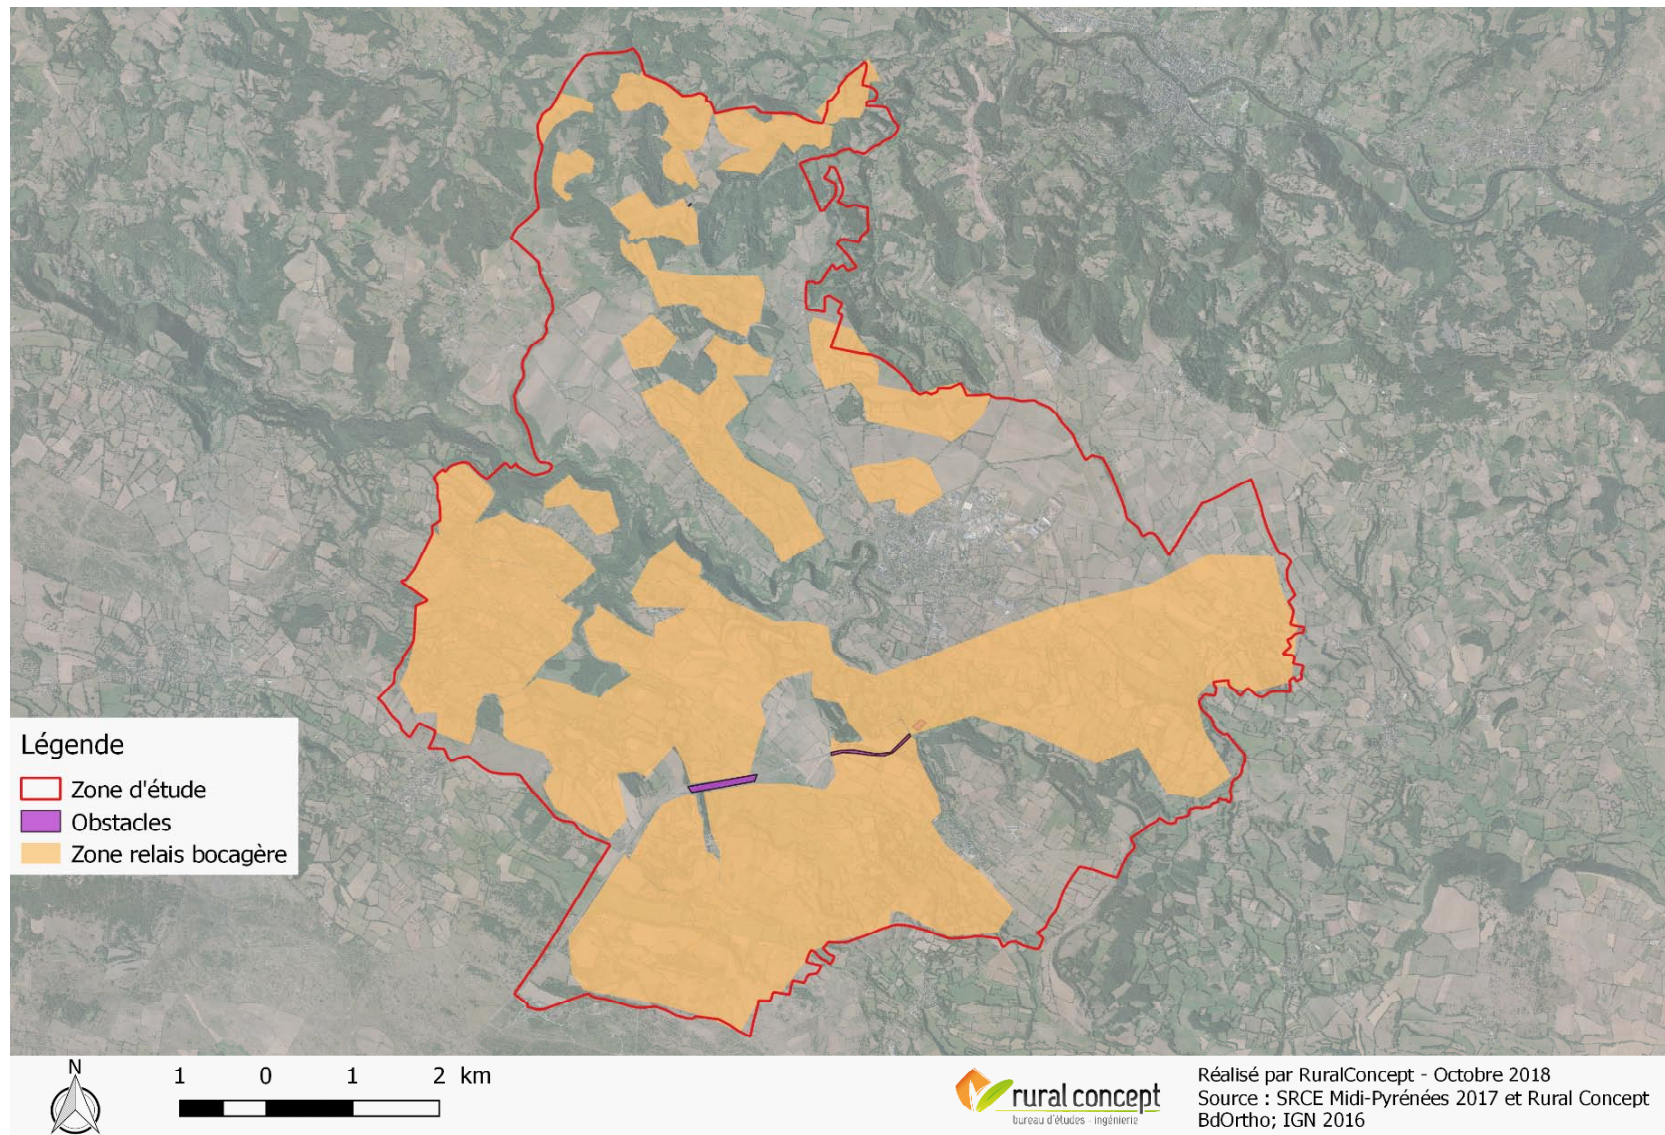 Légende
Zone d'étude
Obstacles
Zone relais bocagère
N
1 0 1 2 km
rural concept
bureau d'études - ingénierie
Réalisé par RuralConcept - Octobre 2018
Source : SRCE Midi-Pyrénées 2017 et Rural Concept
BdOrtho; IGN 2016